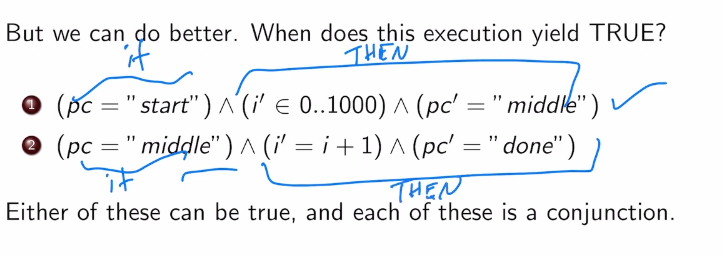 But we can do better. When does this execution yield TRUE?
if THEN
1 (pc = "start") ∧ (i′ ∈ 0..1000) ∧ (pc′ = "middle")
2 (pc = "middle") ∧ (i′ = i + 1) ∧ (pc′ = "done")
if THEN
Either of these can be true, and each of these is a conjunction.